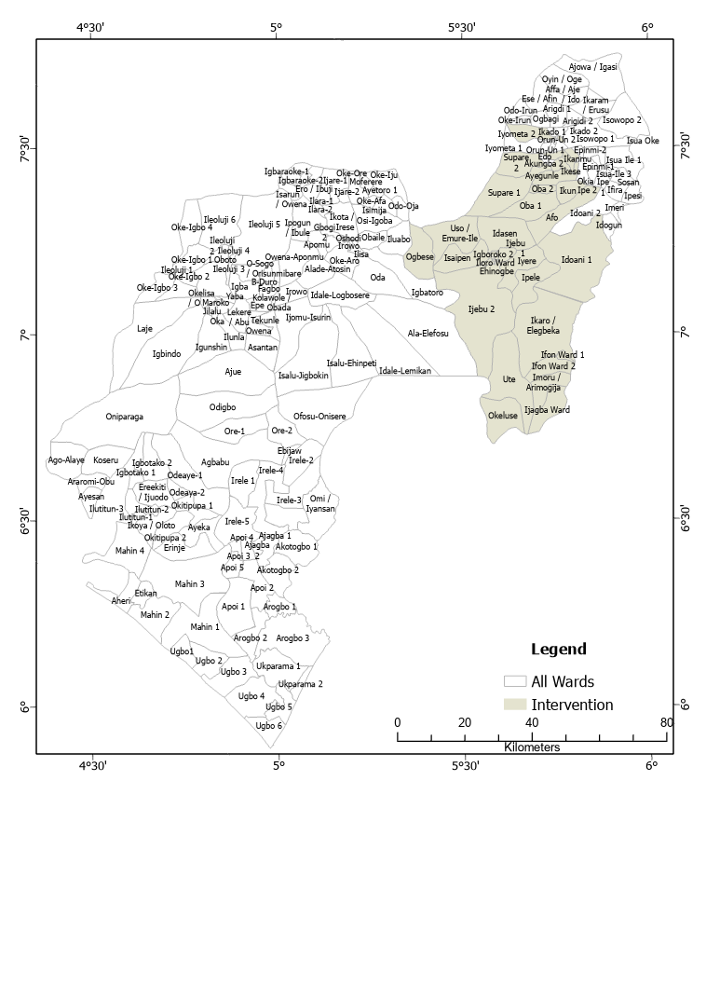 4°30'
5°
5°30'
6°
Ajowa / Igasi
Oyin / Oge
Affa / Aje
Ese / Afin / Ido
Ikaram
/ Erusu
Odo-Irun
Arigdi 1
Oke-Irun
Ogbagi
Arigidi 2
Isowopo 2
Iyometa 2
Ikado 1
Ikado 2
Orun-Un 2
Isowopo 1
Isua Oke
7°30'
7°30'
Iyometa 1
Orun-Un 1
Epinmi-2
Supare
2
Edo
Ikanmu
Isua Ile 1
Akungba 2
Epinmi-1
Ayegunle
Ikese
Isua-Ile 3
Okia
Ipe
Sosan
Supare 1
Oba 2
Ikun
Ipe 2
1
Ifira
Ipesi
Oba 1
Imeri
Afo
Idoani 2
Idogun
Igbaraoke-1
Oke-Ore
Oke-Iju
Igbaraoke-2
Ijare-1
Moferere
Ero / Ibuji
Ijare-2
Ayetoro 1
Isarun
/ Owena
Ilara-1
Ilara-2
Oke-Afa
Isimija
Odo-Oja
Ikota /
Osi-Igoba
Ileoluji 6
Oke-Igbo 4
Ileoluji 5
Ipogun
/ Ibule
Gbogi
2
Irese
Oshodi
Obaile
Iluabo
Apomu
Irowo
Ileoluji
2
Ileoluji 4
Oke-Igbo 1
Oboto
Owena-Aponmu
Oke-Aro
Ilisa
Ileoluji 1
Ileoluji 3
O-Sogo
/ Orisunmibare
Alade-Atosin
Oke-Igbo 2
B-Duro
Oda
Oke-Igbo 3
Igba
Fagbo
Irowo
Idale-Logbosere
Igbatoro
Okelisa
/ O Maroko
Yaba
Kolawole /
Epe
Obada
Jilalu
Lekere
Ijomu-Isurin
Oka
/ Abu
Tekunle
Laje
Owena
Ala-Elefosu
Ilunla
Igbindo
Igunshin
Asantan
Ajue
Isalu-Ehinpeti
Isalu-Jigbokin
Idale-Lemikan
Uso /
Emure-Ile
Idasen
Ijebu
1
Ogbese
Isaipen
Igboroko 2
Iloro Ward
Iyere
Idoani 1
Ehinogbe
Ipele
Ijebu 2
Ikaro /
Elegbeka
7°
7°
Ifon Ward 1
Ifon Ward 2
Imoru /
Arimogija
Ute
Okeluse
Ijagba Ward
Oniparaga
Odigbo
Ofosu-Onisere
Ore-1
Ore-2
Ebijaw
Ago-Alaye
Koseru
Igbotako 2
Agbabu
Irele-2
Igbotako 1
Odeaye-1
Irele-4
Araromi-Obu
Irele 1
Ereekiti
/ Ijuodo
Odeaya-2
Ayesan
Irele-3
Omi /
Iyansan
Ilutitun-3
Ilutitun-2
Okitipupa 1
Ilutitun-1
6°30'
6°30'
Ikoya / Oloto
Ayeka
Irele-5
Okitipupa 2
Apoi 4
Ajagba 1
Mahin 4
Erinje
Ajagba
2
Akotogbo 1
Apoi 3
Apoi 5
Akotogbo 2
Mahin 3
Apoi 2
Etikan
Aheri
Apoi 1
Arogbo 1
Mahin 2
Mahin 1
Arogbo 2
Arogbo 3
Ugbo1
Ugbo 2
Ugbo 3
Ukparama 1
Ukparama 2
Ugbo 4
Ugbo 5
Ugbo 6
Legend
All Wards
Intervention
6°
6°
0 20 40 80
Kilometers
4°30'
5°
5°30'
6°